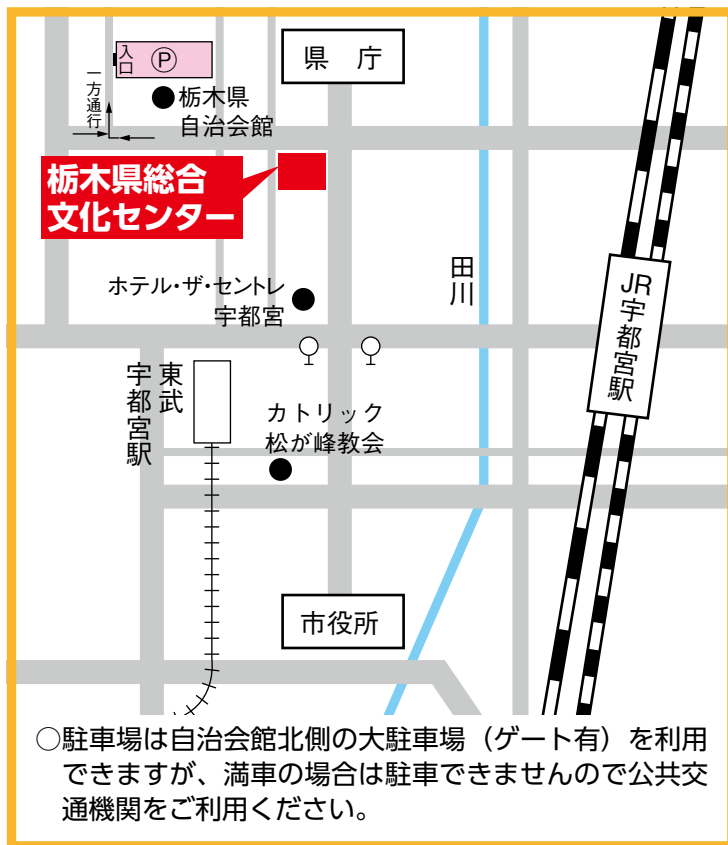 入口
Ⓟ
県庁
一方通行
栃木県
自治会館
栃木県総合
文化センター
田川
JR宇都宮駅
ホテル・ザ・セントレ
宇都宮
東武
宇都宮駅
カトリック
松が峰教会
市役所
○駐車場は自治会館北側の大駐車場（ゲート有）を利用
できますが、満車の場合は駐車できませんので公共交
通機関をご利用ください。